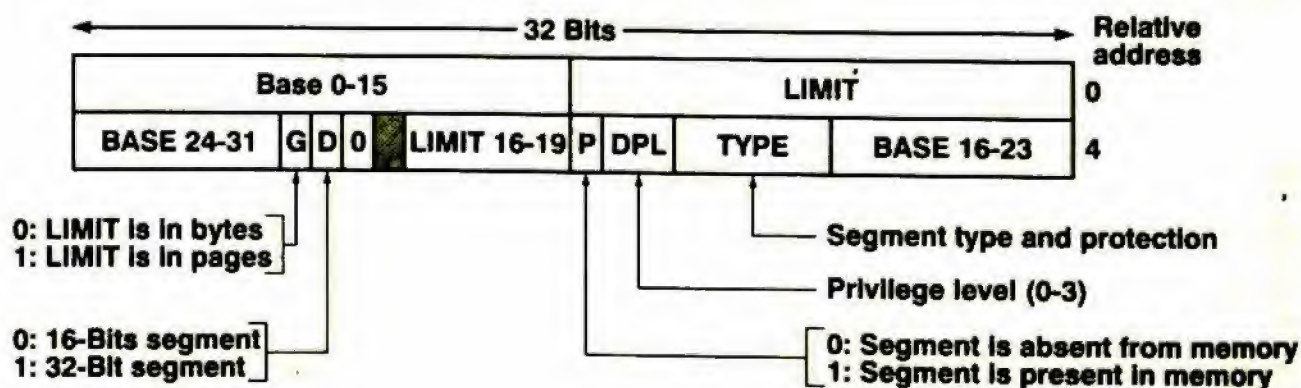 32 Bits
Relative
address
Base 0-15 LIMIT 0
BASE 24-31 G D 0 LIMIT 16-19 P DPL TYPE BASE 16-23 4
0: LIMIT is in bytes
1: LIMIT is in pages
Segment type and protection
Privilege level (0-3)
0: 16-Bits segment
1: 32-Bit segment
0: Segment is absent from memory
1: Segment is present in memory